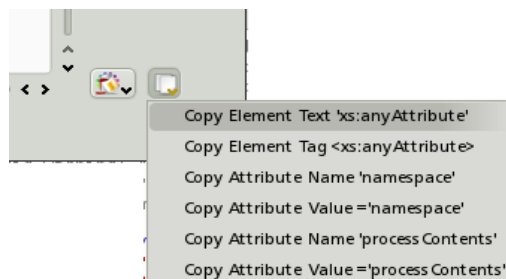 Copy Element Text 'xs:anyAttribute'
Copy Element Tag <xs:anyAttribute>
Copy Attribute Name 'namespace'
Copy Attribute Value ='namespace'
Copy Attribute Name 'processContents'
Copy Attribute Value ='processContents'